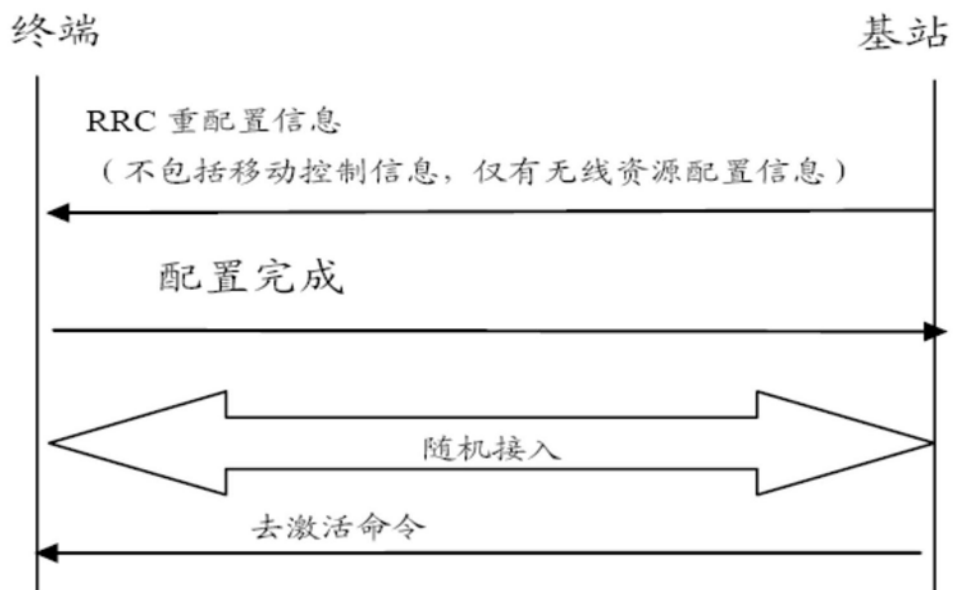 终端
基站
RRC 重配置信息
（不包括移动控制信息，仅有无线资源配置信息）
配置完成
随机接入
去激活命令